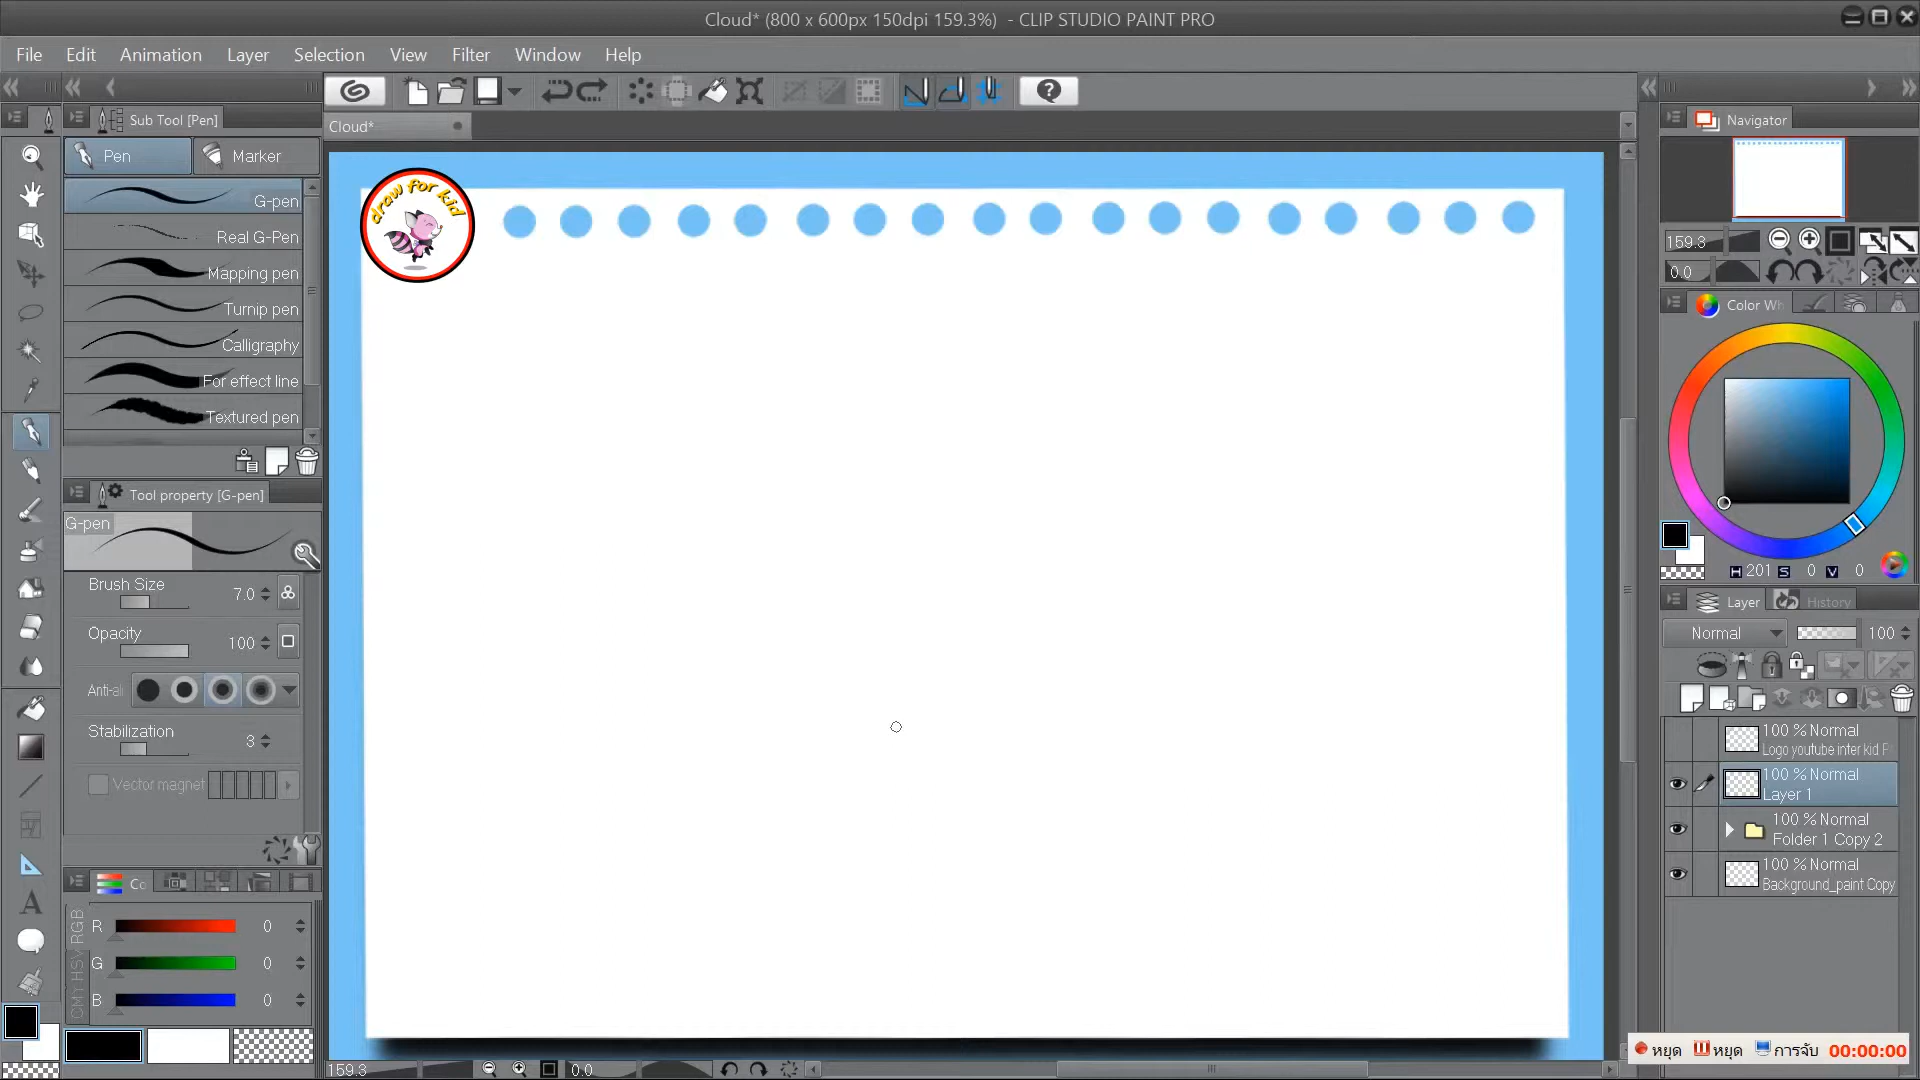 Cloud* (800 x 600px 150dpi 159.3%)  - CLIP STUDIO PAINT PRO
File Edit Animation Layer Selection View Filter Window Help
Sub Tool [Pen]
Cloud*
Navigator
Pen Marker
draw for kid
G-pen
Real G-Pen
Mapping pen
Turnip pen
Calligraphy
For effect line
Textured pen
159.3
0.0
Color Wh
Tool property [G-pen]
G-pen
Brush Size
7.0
Opacity
100
Anti-al
Stabilization
3
Vector magnet
H 201 S 0 V 0
Layer History
Normal 100
100 % Normal
Logo youtube inter kid
100 % Normal
Layer 1
100 % Normal
Folder 1 Copy 2
100 % Normal
Background_paint Copy
Co
RGB
HSV
CMY
R 0
G 0
B 0
159.3 0.0
หยุด หยุด การจับ 00:00:00